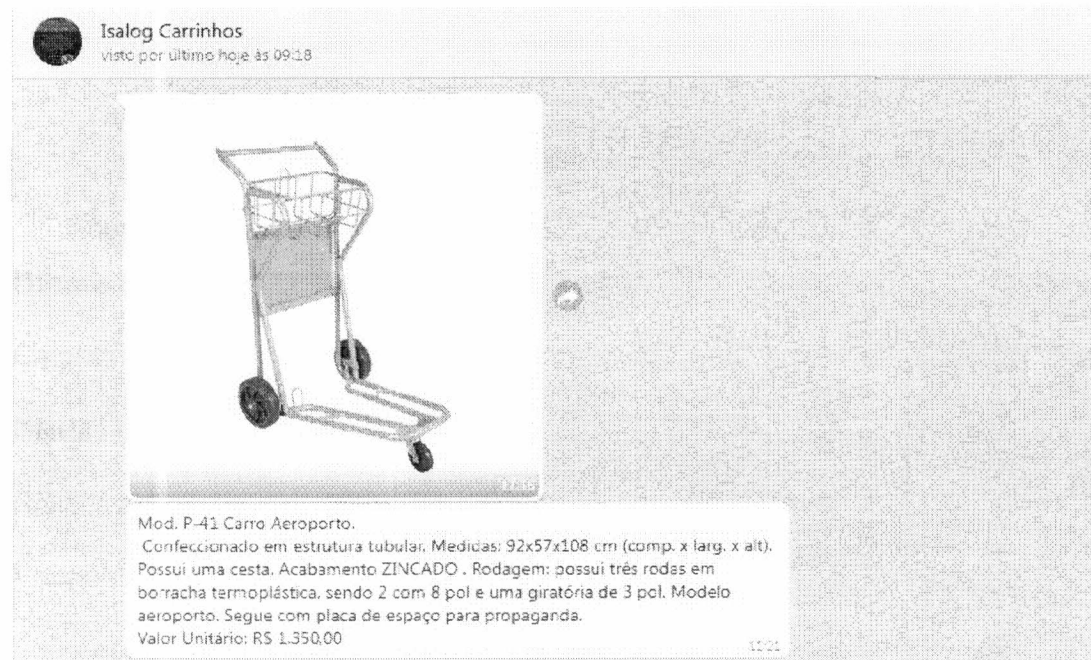 Isalog Carrinhos
visto por último hoje às 09:18
Mod. P-41 Carro Aeroporto.
Confeccionado em estrutura tubular. Medidas: 92x57x108 cm (comp. x larg. x alt).
Possui uma cesta. Acabamento ZINCADO . Rodagem: possui três rodas em
borracha termoplástica, sendo 2 com 8 pol e uma giratória de 3 pol. Modelo
aeroporto. Segue com placa de espaço para propaganda.
Valor Unitário: R$ 1.350,00